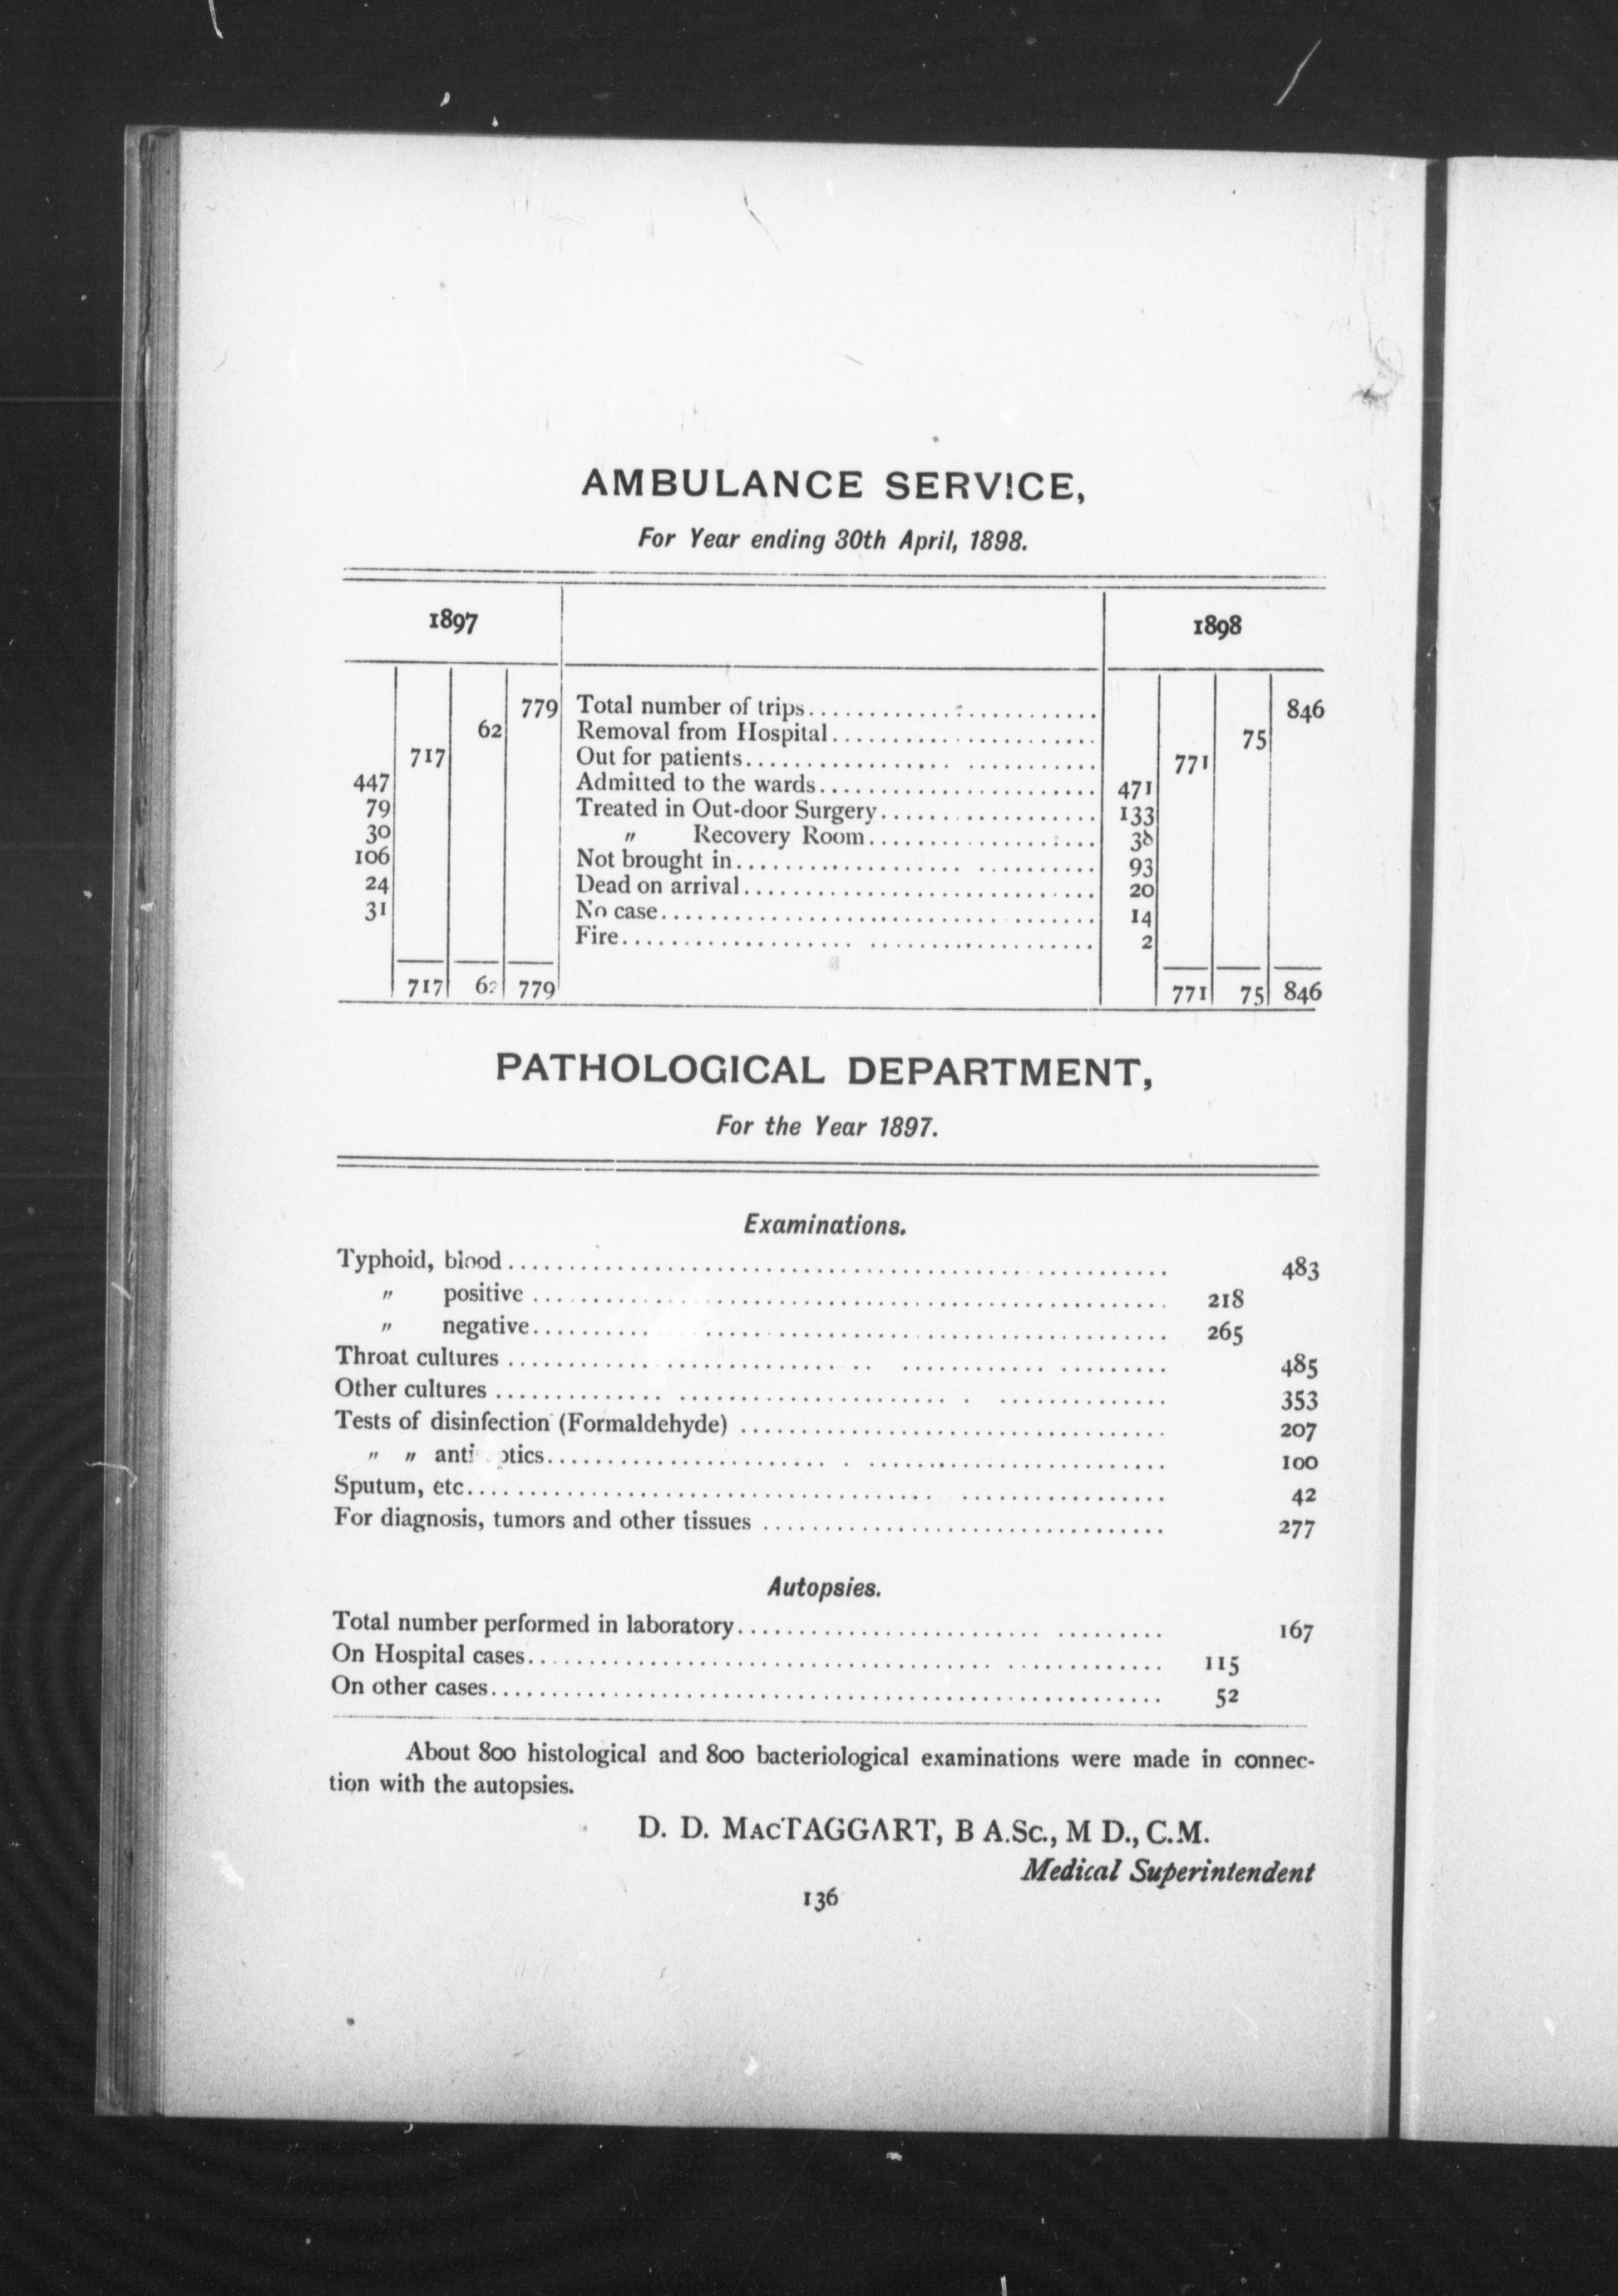 AMBULANCE SERVICE,
For Year ending 30th April, 1898.
1897 1898
779 Total number of trips 846
62 Removal from Hospital 75
717 Out for patients 771
447 Admitted to the wards 471
79 Treated in Out-door Surgery 133
30 " Recovery Room 38
106 Not brought in 93
24 Dead on arrival 20
31 No case 14
Fire 2
717 62 779 771 75 846
PATHOLOGICAL DEPARTMENT,
For the Year 1897.
Examinations.
Typhoid, blood 483
" positive 218
" negative 265
Throat cultures 485
Other cultures 353
Tests of disinfection (Formaldehyde) 207
" " 100
Sputum, etc. 42
For diagnosis, tumors and other tissues 277
Autopsies.
Total number performed in laboratory 167
On Hospital cases 115
On other cases 52
About 800 histological and 800 bacteriological examinations were made in connec-
tion with the autopsies.
D. D. MACTAGGART, B A.Sc., M D., C.M.
Medical Superintendent
136